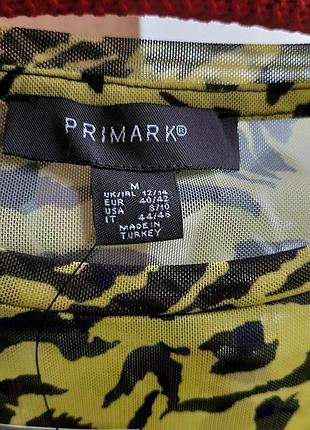 PRIMARK®
M
UK/IRL 12/14
EUR 40/42
USA 8/10
IT 44/46
MADE IN
TURKEY